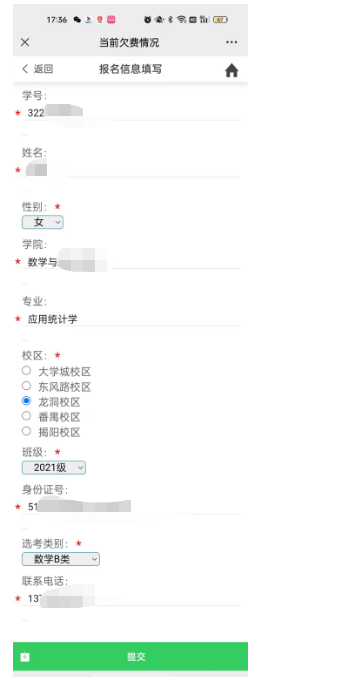 17:36
67
当前欠费情况
返回 报名信息填写
学号:
* 322
姓名:
*
性别: *
女
学院:
* 数学与
专业:
* 应用统计学
校区: *
大学城校区
东风路校区
龙洞校区
番禺校区
揭阳校区
班级: *
2021级
身份证号:
* 51
选考类别: *
数学B类
联系电话:
* 137
提交